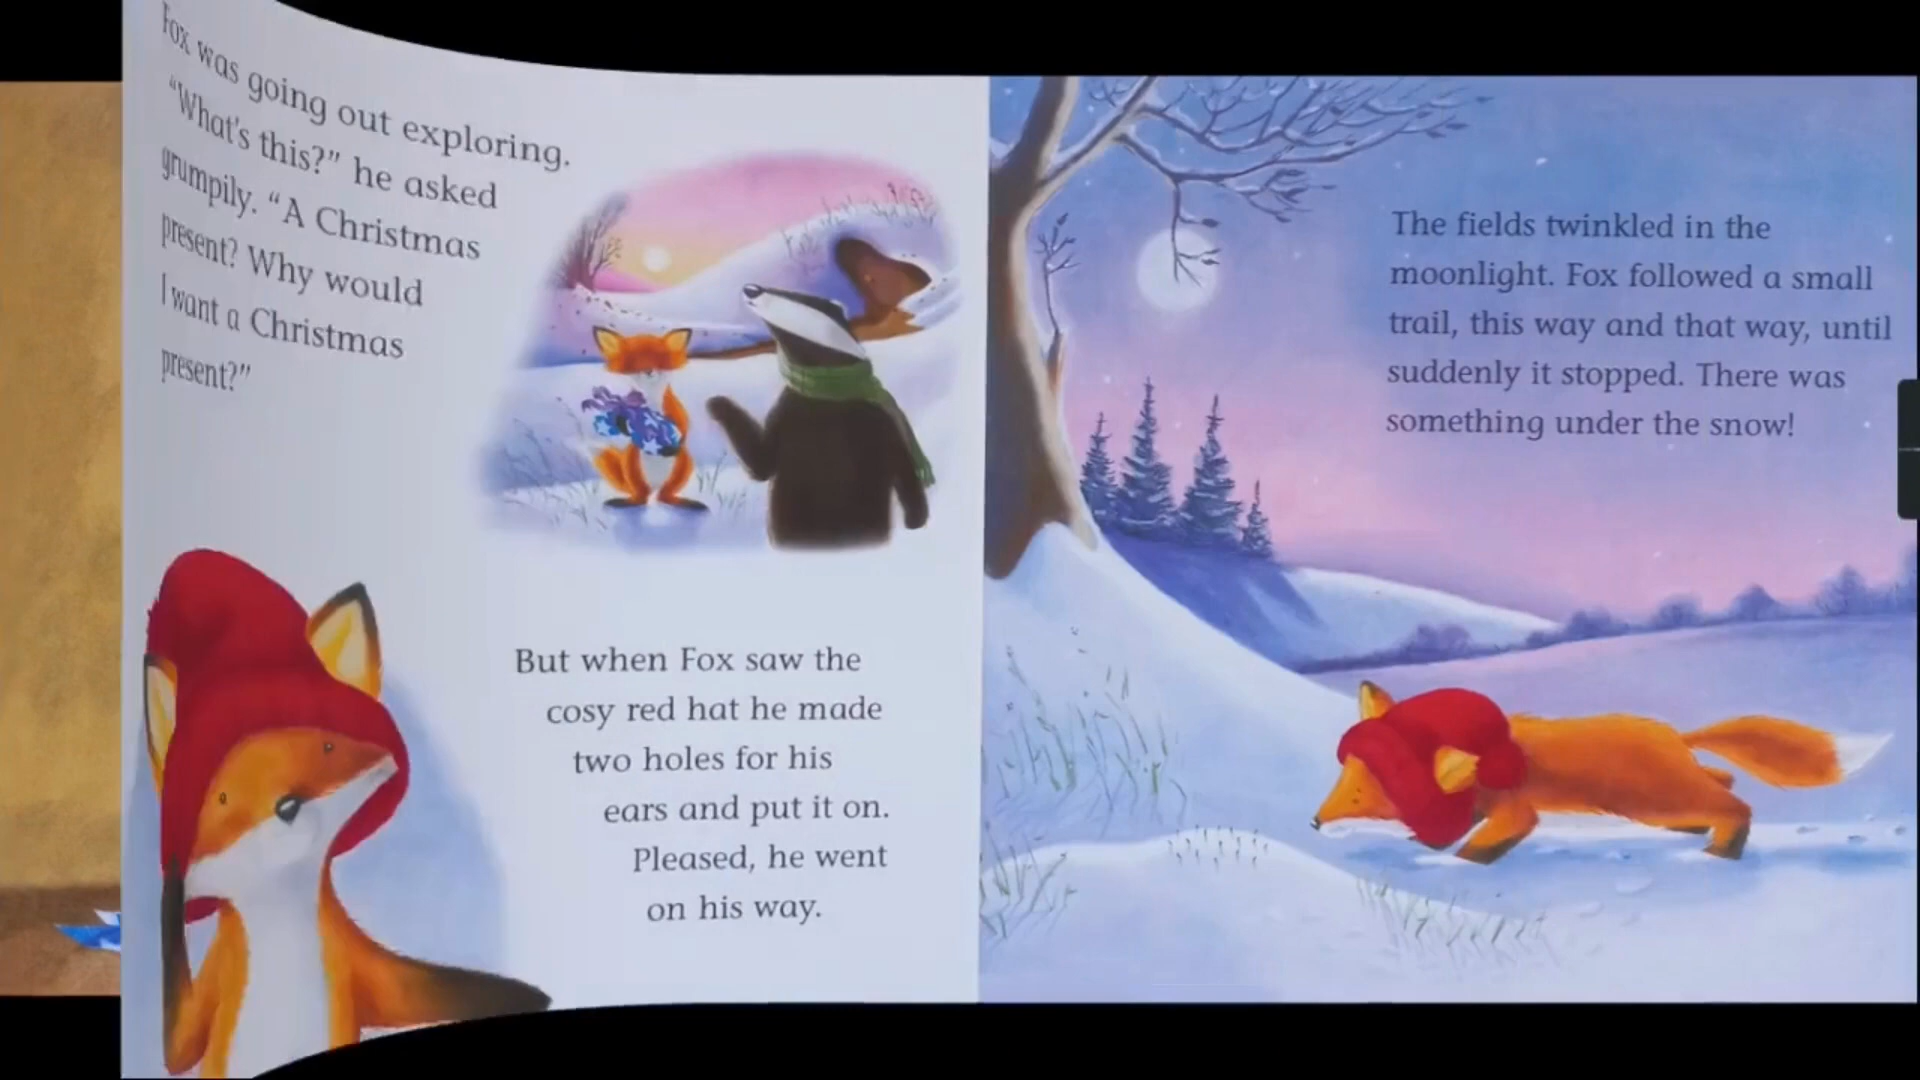 Fox was going out exploring.
“What's this?” he asked
grumpily. “A Christmas
present? Why would
I want a Christmas
present?”
But when Fox saw the
cosy red hat he made
two holes for his
ears and put it on.
Pleased, he went
on his way.
The fields twinkled in the
moonlight. Fox followed a small
trail, this way and that way, until
suddenly it stopped. There was
something under the snow!